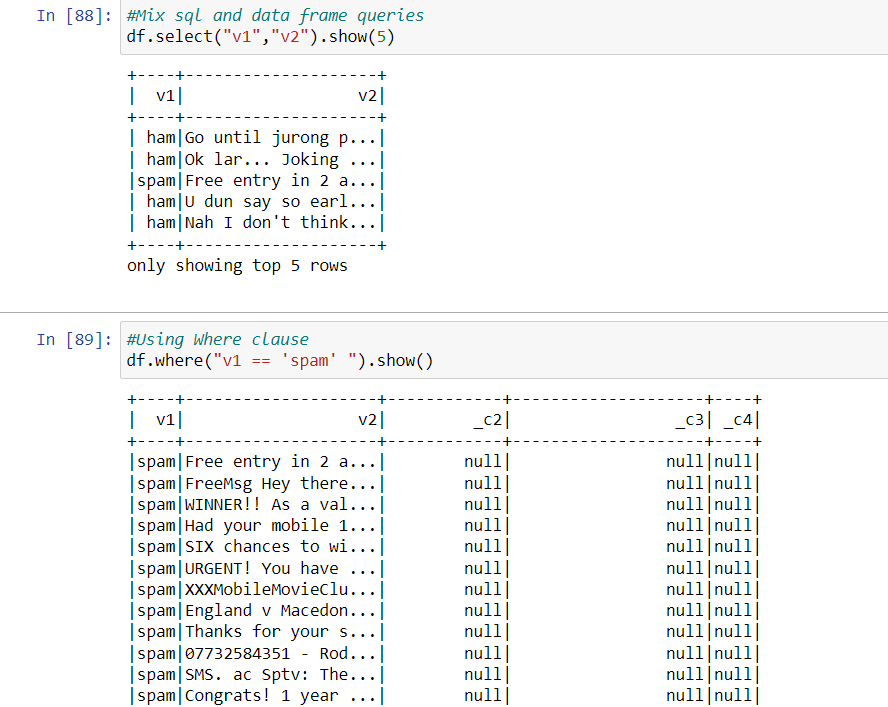 In [88]: #Mix sql and data frame queries
df.select("v1","v2").show(5)
+----+--------------------+
|  v1|                  v2|
+----+--------------------+
| ham|Go until jurong p...|
| ham|Ok lar... Joking ...|
|spam|Free entry in 2 a...|
| ham|U dun say so earl...|
| ham|Nah I don't think...|
+----+--------------------+
only showing top 5 rows
In [89]: #Using Where clause
df.where("v1 == 'spam' ").show()
+----+--------------------+------------+--------------------+----+
|  v1|                  v2|         _c2|                 _c3| _c4|
+----+--------------------+------------+--------------------+----+
|spam|Free entry in 2 a...|        null|                null|null|
|spam|FreeMsg Hey there...|        null|                null|null|
|spam|WINNER!! As a val...|        null|                null|null|
|spam|Had your mobile 1...|        null|                null|null|
|spam|SIX chances to wi...|        null|                null|null|
|spam|URGENT! You have ...|        null|                null|null|
|spam|XXXMobileMovieClu...|        null|                null|null|
|spam|England v Macedon...|        null|                null|null|
|spam|Thanks for your s...|        null|                null|null|
|spam|07732584351 - Rod...|        null|                null|null|
|spam|SMS. ac Sptv: The...|        null|                null|null|
|spam|Congrats! 1 year ...|        null|                null|null|